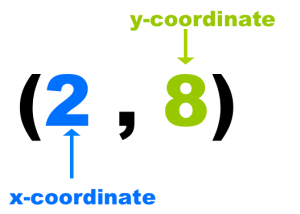 y-coordinate
(2 , 8)
x-coordinate